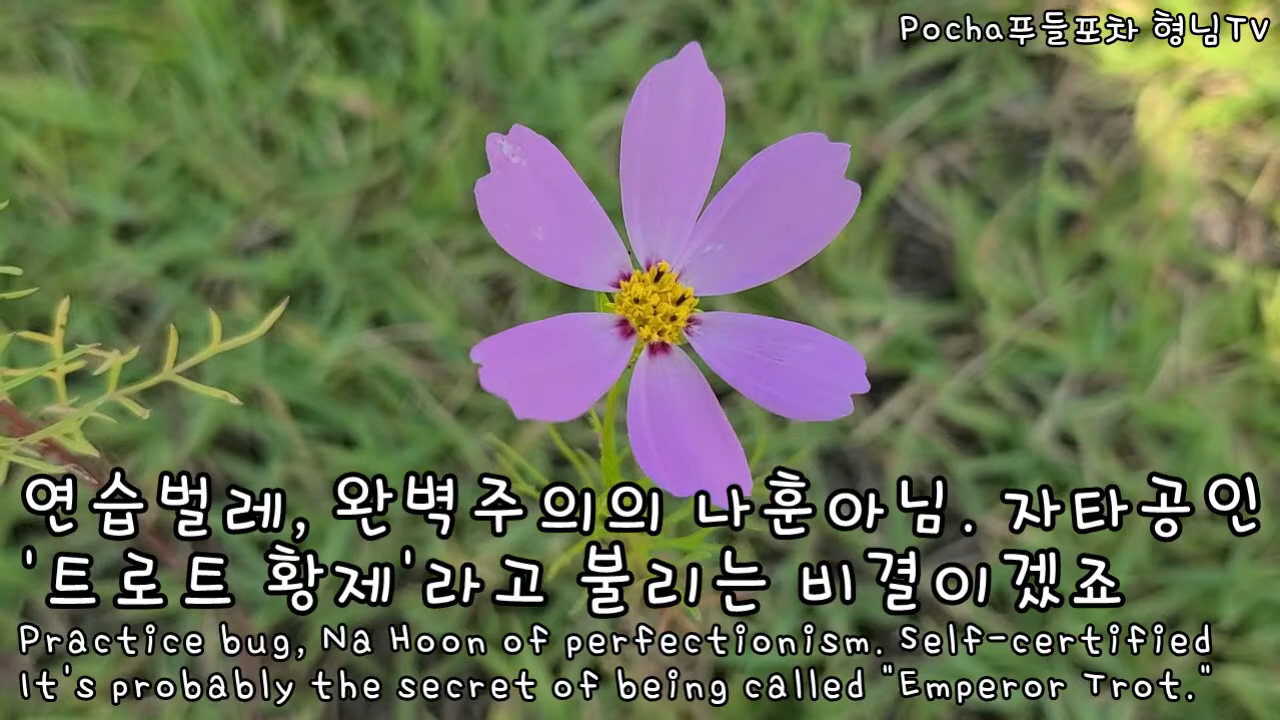 Pocha푸들포차 형님TV
연습벌레, 완벽주의의 나훈아님. 자타공인
'트로트 황제'라고 불리는 비결이겠죠
Practice bug, Na Hoon of perfectionism. Self-certified
It's probably the secret of being called "Emperor Trot."